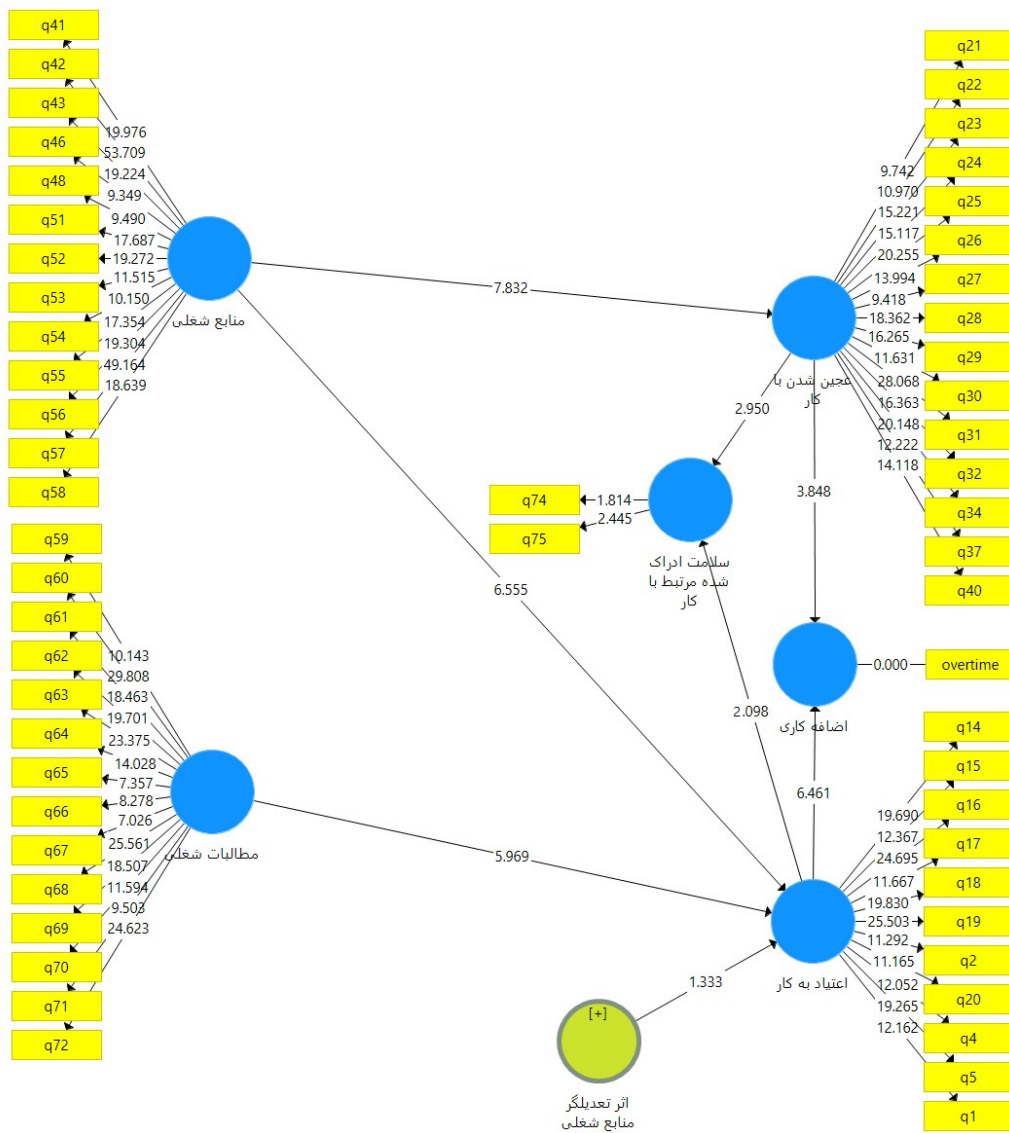 q41
q42
q43
q46
q48
q51
q52
q53
q54
q55
q56
q57
q58
19.976
53.709
19.224
9.349
9.490
17.687
19.272
11.515
10.150
17.354
19.304
49.164
18.639
منابع شغلی
7.832
6.555
q21
q22
q23
q24
q25
q26
q27
q28
q29
q30
q31
q32
q34
q37
q40
9.742
10.970
15.221
15.117
20.255
13.994
9.418
18.362
16.265
11.631
28.068
16.363
20.148
12.222
14.118
عجین شدن با
کار
2.950
3.848
q74
q75
1.814
2.445
سلامت ادراک
شده مرتبط با
کار
2.098
اضافه کاری
0.000
overtime
6.461
q59
q60
q61
q62
q63
q64
q65
q66
q67
q68
q69
q70
q71
q72
10.143
29.808
18.463
19.701
23.375
14.028
7.357
8.278
7.026
25.561
18.507
11.594
9.503
24.623
مطالبات شغلی
5.969
q14
q15
q16
q17
q18
q19
q2
q20
q4
q5
q1
19.690
12.367
24.695
11.667
19.830
25.503
11.292
11.165
12.052
19.265
12.162
اعتیاد به کار
1.333
[+]
اثر تعدیلگر
منابع شغلی